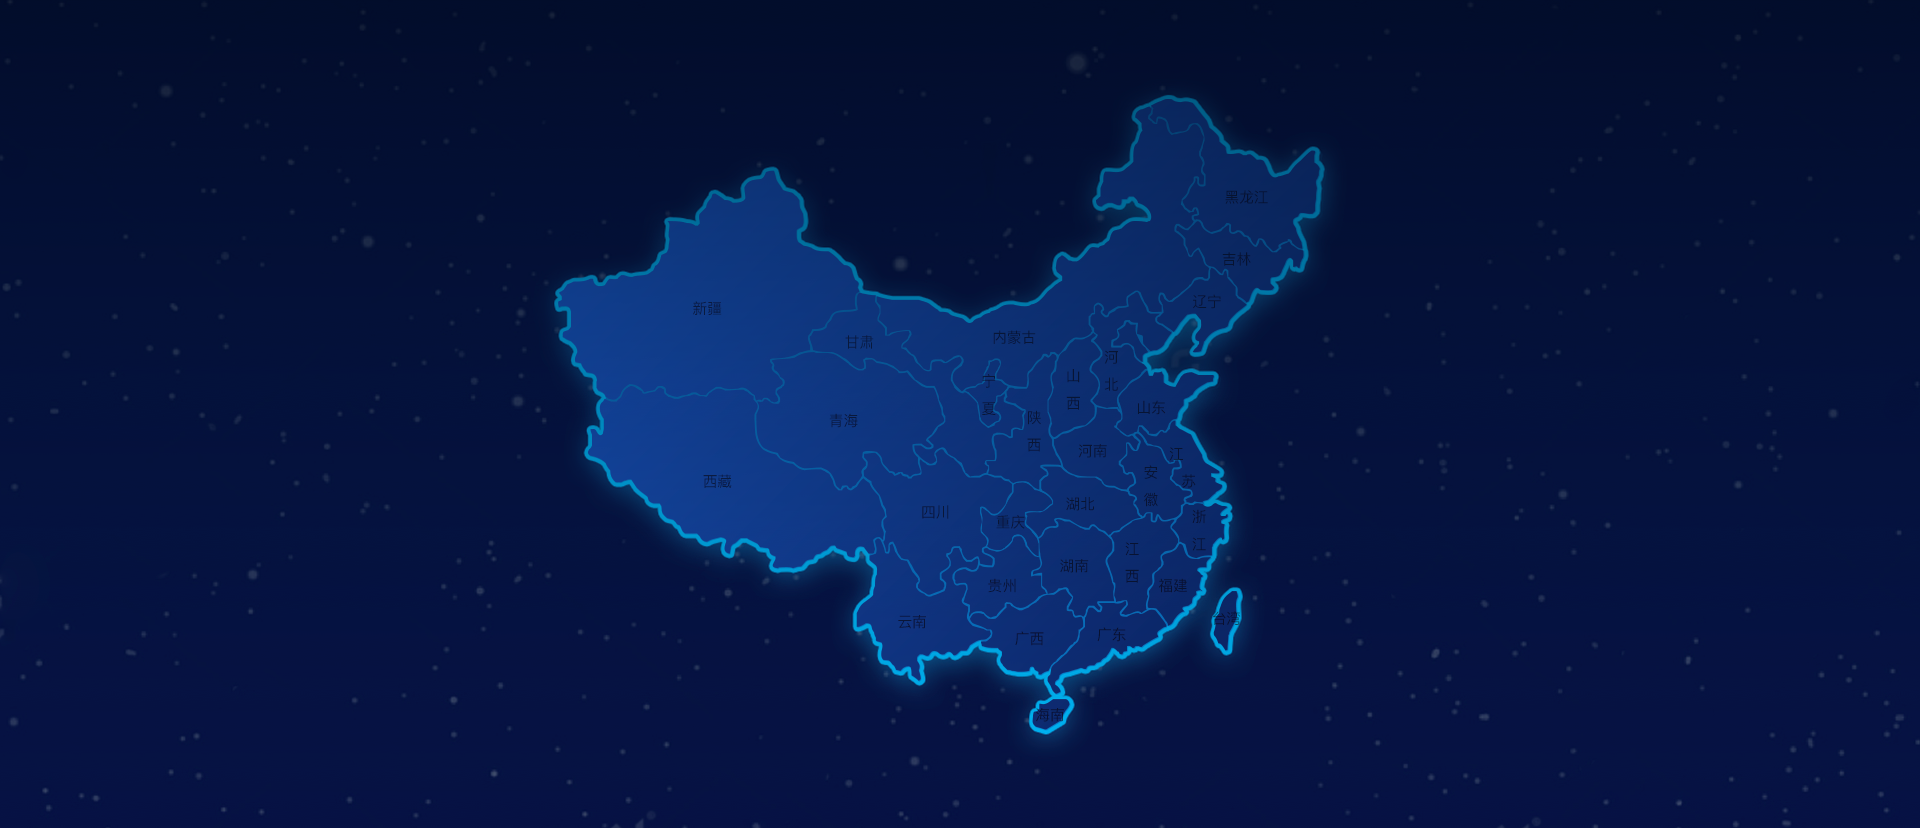 黑龙江
吉林
辽宁
新疆
内蒙古
甘肃
河北
山西
宁夏
山东
青海
陕西
河南
江苏
安徽
西藏
湖北
四川
重庆
浙江
江西
湖南
贵州
福建
台湾
云南
广东
广西
海南